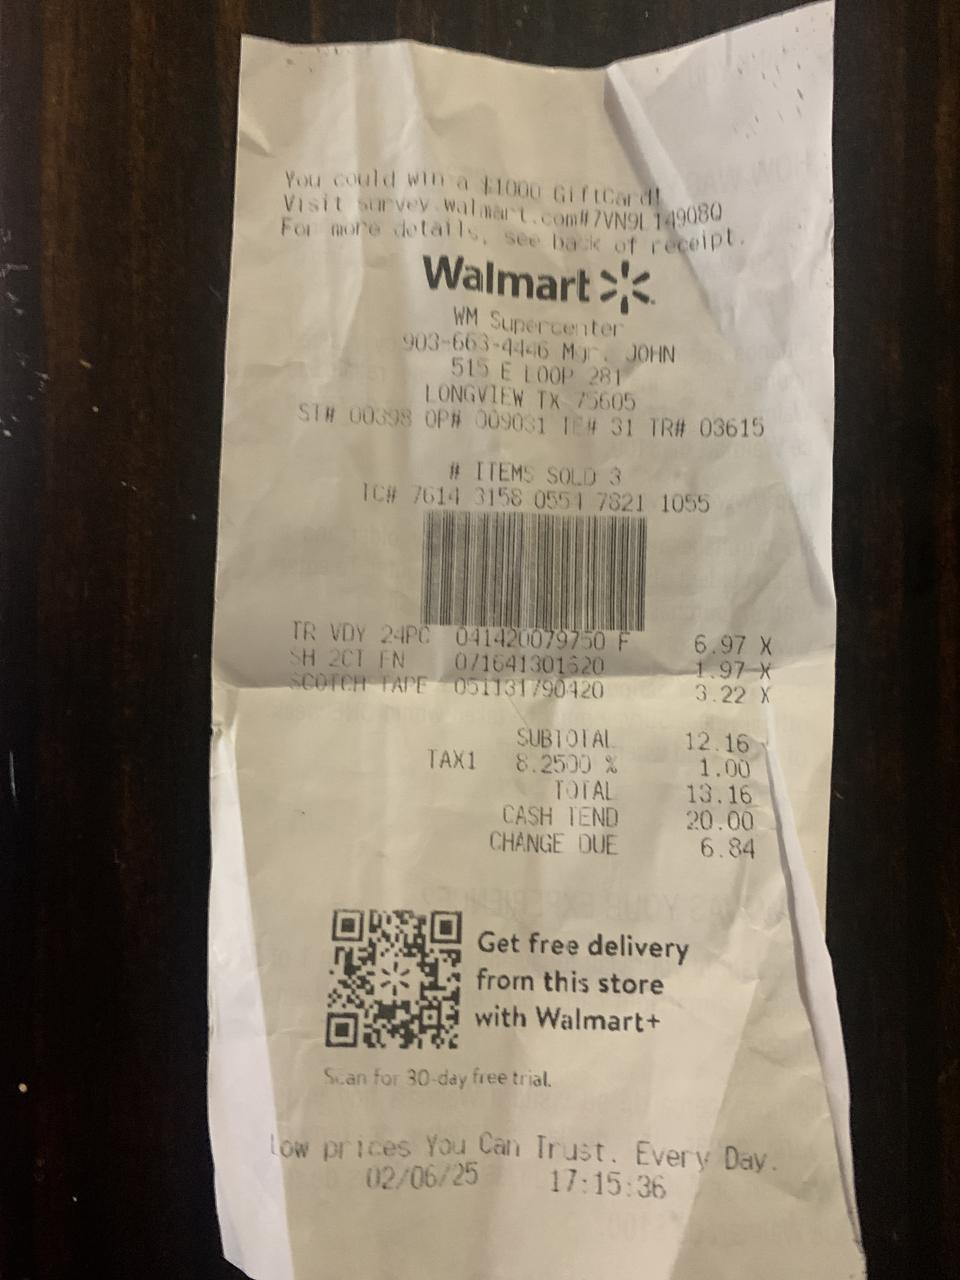 You could win a $1000 GiftCard!
Visit survey.walmart.com#7VN9L149080
For more details, see back of receipt.
Walmart
WM Supercenter
903-663-4446 Mgr. JOHN
515 E LOOP 281
LONGVIEW TX 75605
ST# 00398 OP# 009031 TE# 31 TR# 03615
# ITEMS SOLD 3
TC# 7614 3158 0554 7821 1055
TR VDY 24PC 041420079750 F 6.97 X
SH 2CT FN 071641301620 1.97 X
SCOTCH TAPE 051131790420 3.22 X
SUBTOTAL 12.16
TAX1 8.2500 % 1.00
TOTAL 13.16
CASH TEND 20.00
CHANGE DUE 6.84
Get free delivery
from this store
with Walmart+
Scan for 30-day free trial.
Low prices You Can Trust. Every Day.
02/06/25 17:15:36